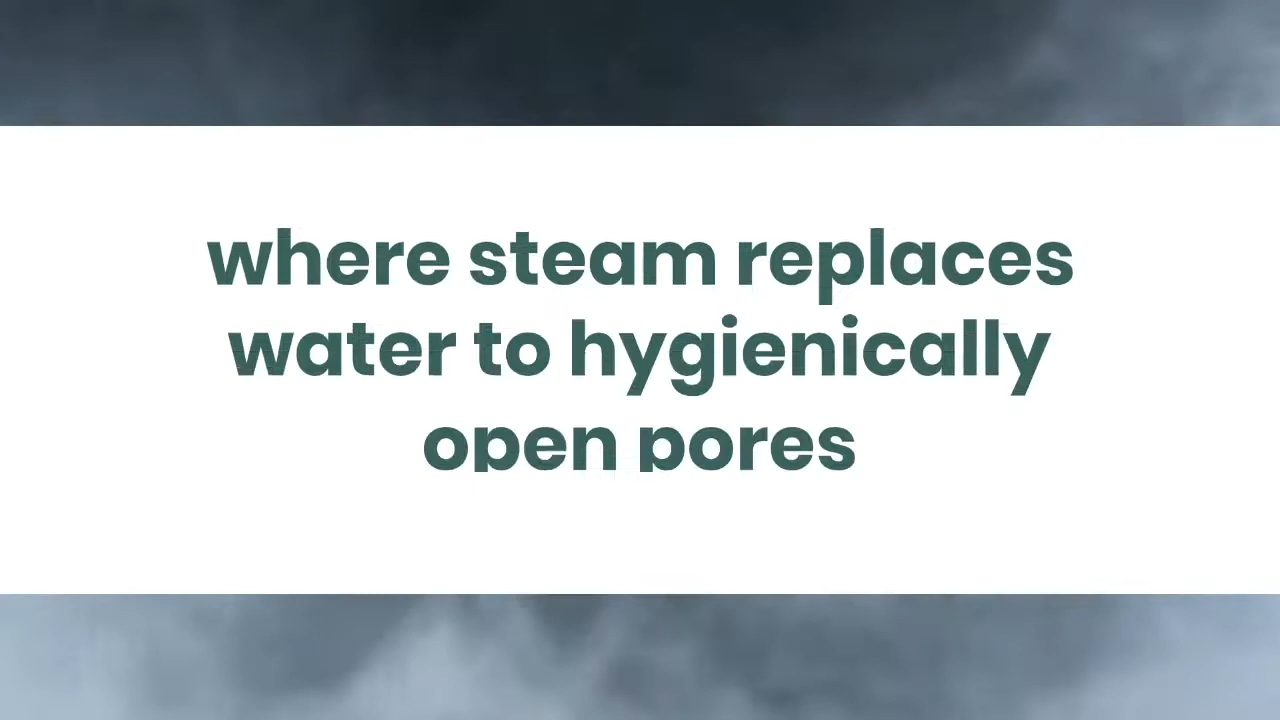 where steam replaces
water to hygienically
open pores